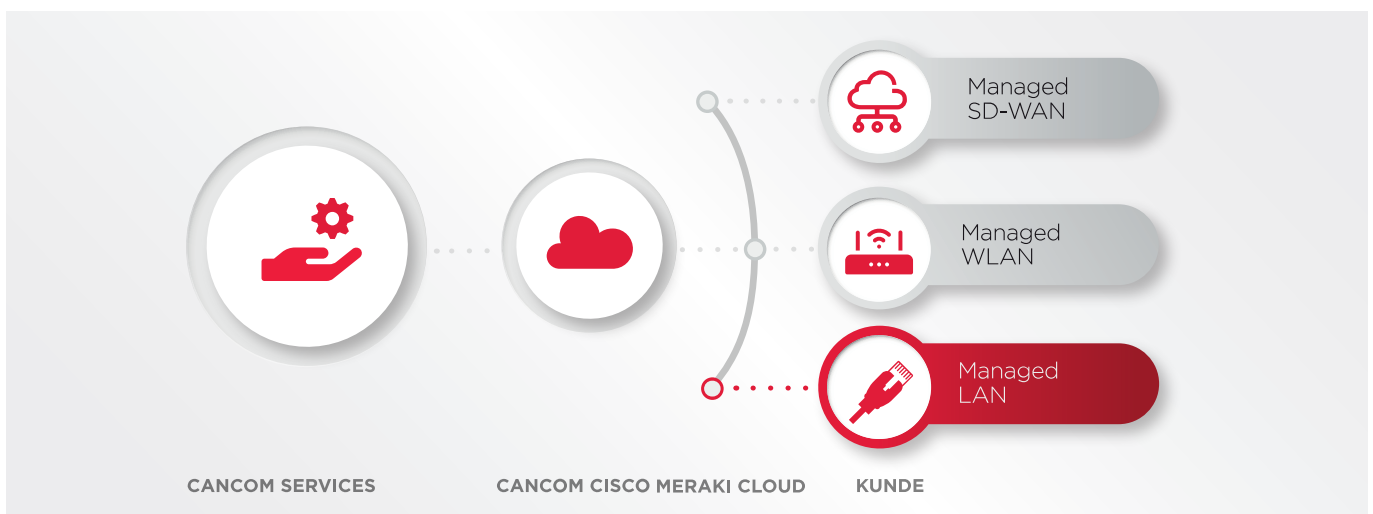 Managed
SD-WAN
Managed
WLAN
Managed
LAN
CANCOM SERVICES
CANCOM CISCO MERAKI CLOUD
KUNDE